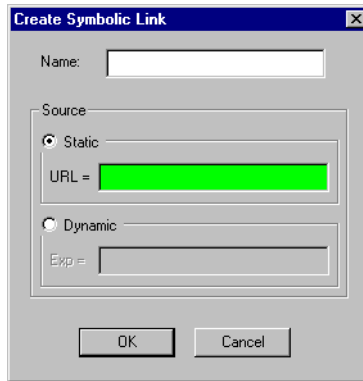 Create Symbolic Link
Name:
Source
Static
URL =
Dynamic
Exp =
OK Cancel